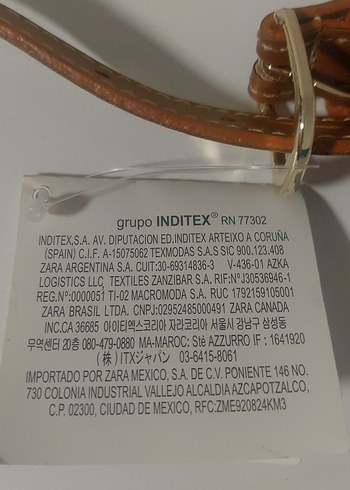 grupo INDITEX® RN 77302
INDITEX,S.A. AV. DIPUTACION ED.INDITEX ARTEIXO A CORUÑA
(SPAIN) C.I.F. A-15075062 TEXMODAS S.A.S SIC 900.123.408
ZARA ARGENTINA S.A. CUIT:30-69314836-3 V-436-01 AZKA
LOGISTICS LLC TEXTILES ZANZIBAR S.A. RIF:N°J30536946-1
REG.N°:0000051 TI-02 MACROMODA S.A. RUC 1792159105001
ZARA BRASIL LTDA. CNPJ:02952485000491 ZARA CANADA
INC.CA 36685 아이티엑스코리아 자라코리아 서울시 강남구 삼성동
무역센터 20층 080-479-0880 MA-MAROC: Sté AZZURRO IF : 1641920
(株)ITXジャパン 03-6415-8061
IMPORTADO POR ZARA MEXICO, S.A. DE C.V. PONIENTE 146 NO.
730 COLONIA INDUSTRIAL VALLEJO ALCALDIA AZCAPOTZALCO,
C.P. 02300, CIUDAD DE MEXICO, RFC:ZME920824KM3